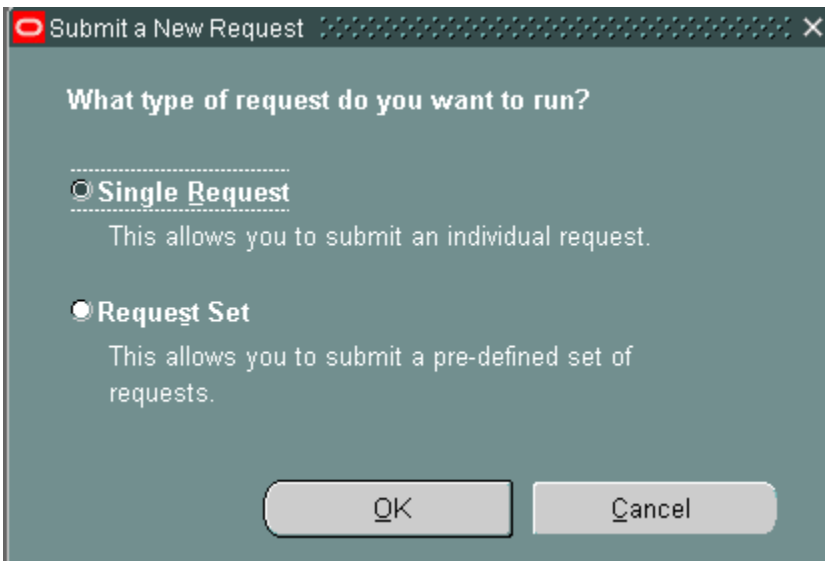 Submit a New Request
What type of request do you want to run?
Single Request
This allows you to submit an individual request.
Request Set
This allows you to submit a pre-defined set of
requests.
OK
Cancel